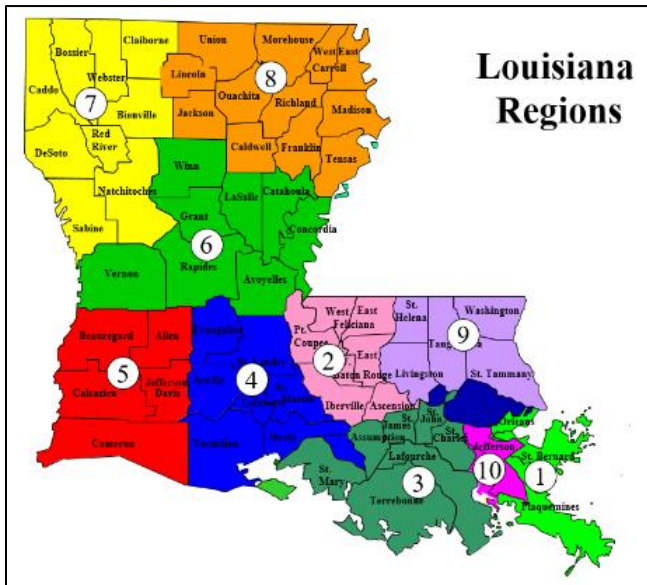 Louisiana
Regions
Claiborne
Union
Morehouse
West
East
Carroll
Bossier
Webster
Lincoln
Caddo
8
7
Ouachita
Richland
Madison
Bienville
Jackson
Red
River
Caldwell
Franklin
Tensas
DeSoto
Winn
Natchitoches
LaSalle
Catahoula
Grant
Concordia
Sabine
6
Vernon
Rapides
Avoyelles
Beauregard
Allen
Evangeline
Pt.
Coupee
West
East
Feliciana
St.
Helena
Washington
9
2
East
Baton Rouge
5
4
Acadia
Calcasieu
Jefferson
Davis
Livingston
St. Tammany
Iberville
Ascension
Cameron
Vermilion
Assumption
St.
James
St.
John
St.
Charles
Orleans
Jefferson
St. Bernard
10
1
Lafourche
St.
Mary
3
Terrebonne
Plaquemines